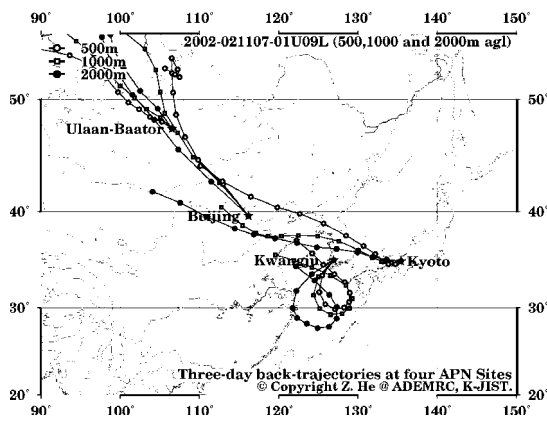 90° 100° 110° 120° 130° 140° 150°
2002-021107-01U09L (500,1000 and 2000m agl)
500m
1000m
2000m
50° 50°
Ulaan-Baator
40° 40°
Beijing
Kwangju Kyoto
30° 30°
Three-day back-trajectories at four APN Sites
© Copyright Z. He @ ADEMRC, K-JIST.
20° 20°
90° 100° 110° 120° 130° 140° 150°